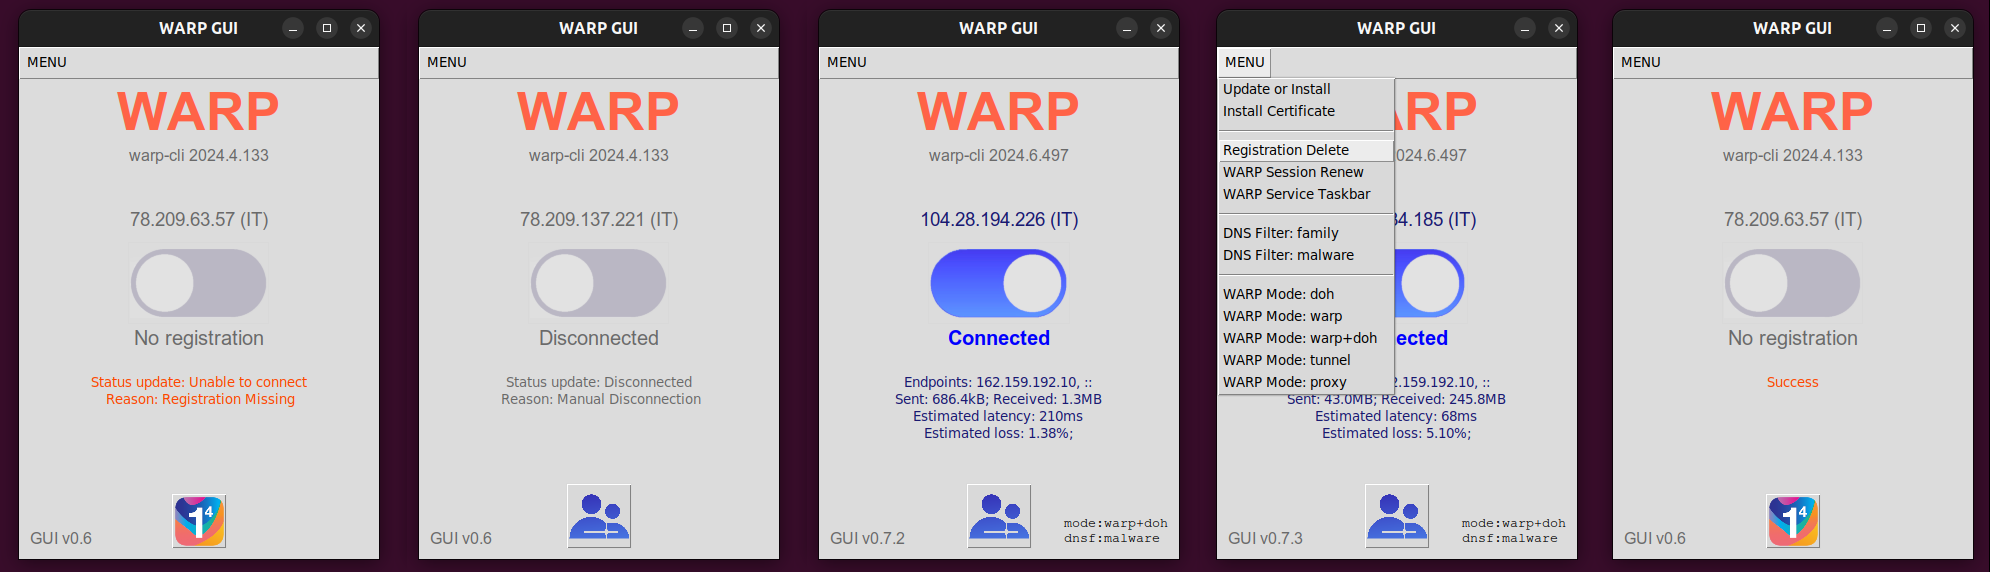 WARP GUI
MENU
WARP
warp-cli 2024.4.133
78.209.63.57 (IT)
No registration
Status update: Unable to connect
Reason: Registration Missing
14
GUI v0.6
WARP GUI
MENU
WARP
warp-cli 2024.4.133
78.209.137.221 (IT)
Disconnected
Status update: Disconnected
Reason: Manual Disconnection
GUI v0.6
WARP GUI
MENU
WARP
warp-cli 2024.6.497
104.28.194.226 (IT)
Connected
Endpoints: 162.159.192.10, ::
Sent: 686.4kB; Received: 1.3MB
Estimated latency: 210ms
Estimated loss: 1.38%;
mode:warp+doh
dnsf:malware
GUI v0.7.2
WARP GUI
MENU
Update or Install
Install Certificate
Registration Delete
WARP Session Renew
WARP Service Taskbar
DNS Filter: family
DNS Filter: malware
WARP Mode: doh
WARP Mode: warp
WARP Mode: warp+doh
WARP Mode: tunnel
WARP Mode: proxy
ARP
024.6.497
4.185 (IT)
ected
.159.192.10, ::
Sent: 43.0MB; Received: 245.8MB
Estimated latency: 68ms
Estimated loss: 5.10%;
mode:warp+doh
dnsf:malware
GUI v0.7.3
WARP GUI
MENU
WARP
warp-cli 2024.4.133
78.209.63.57 (IT)
No registration
Success
14
GUI v0.6